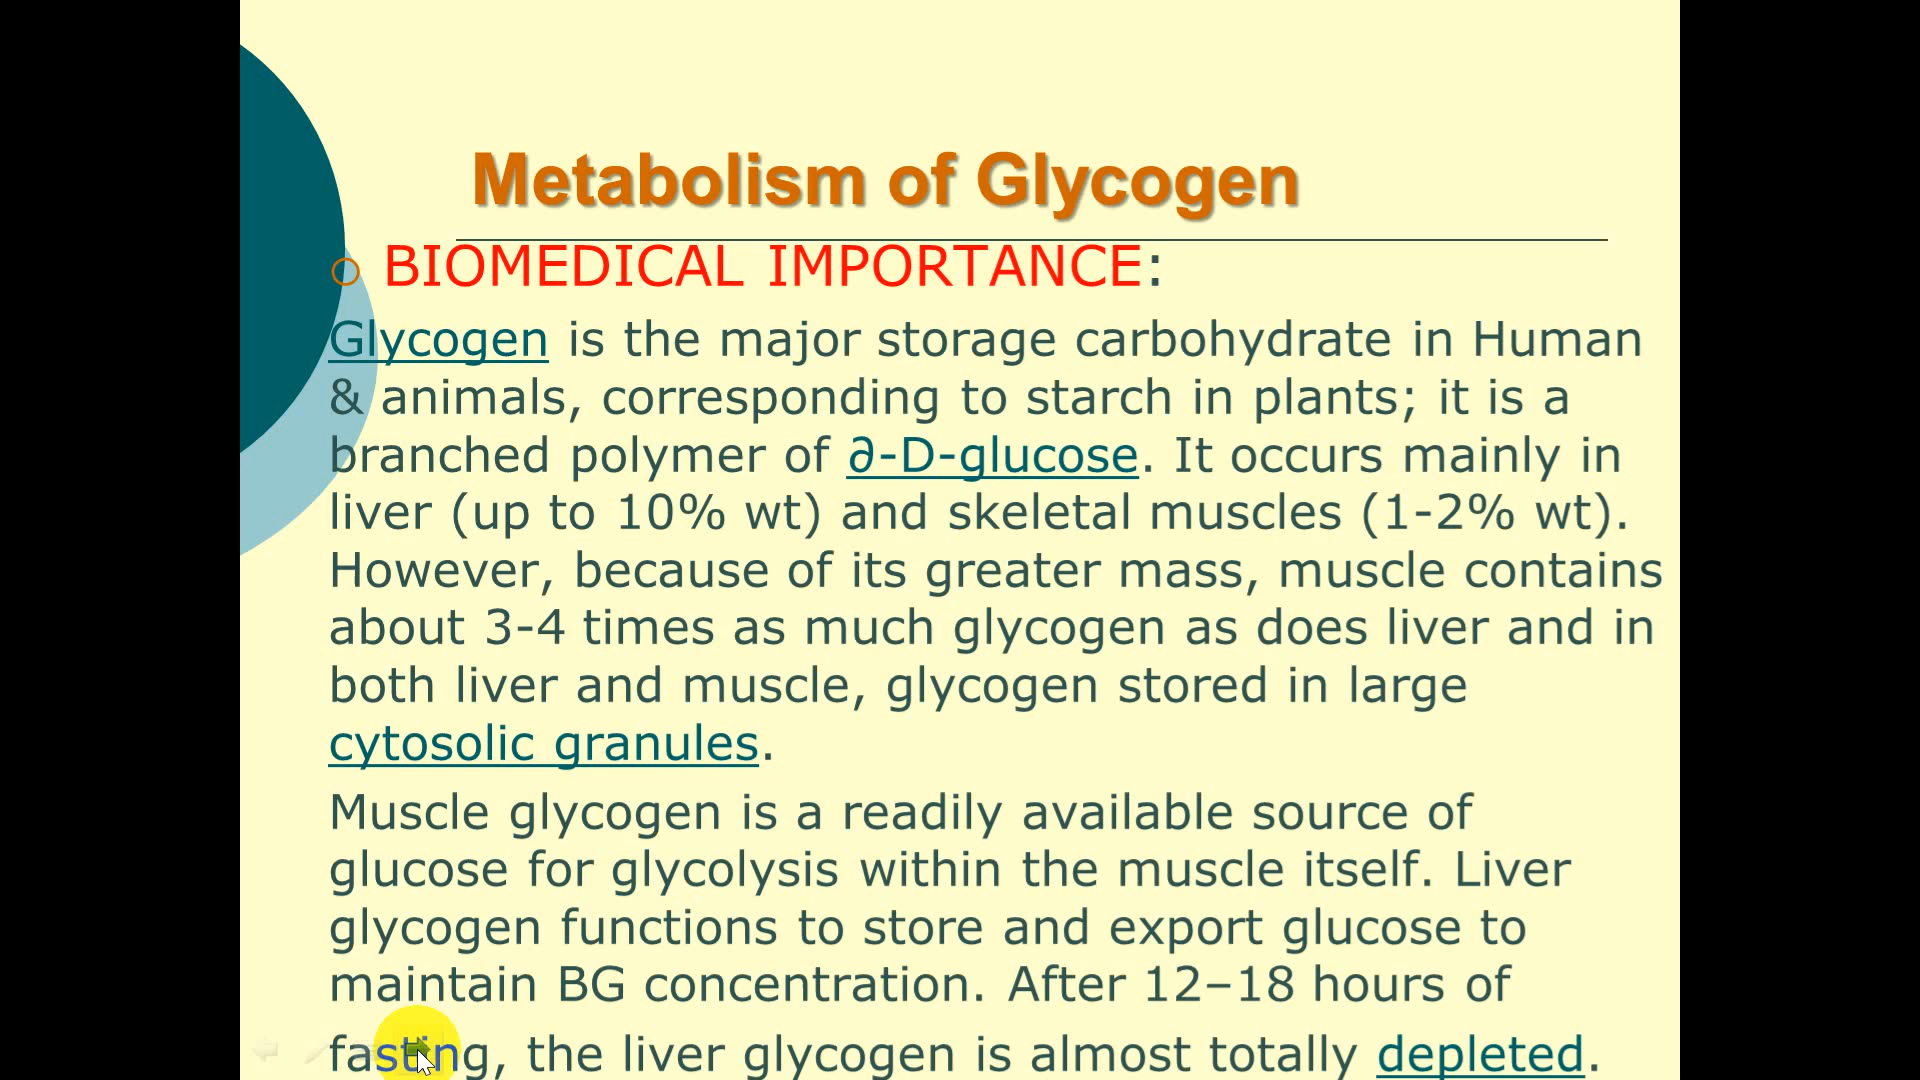 Metabolism of Glycogen
BIOMEDICAL IMPORTANCE:
Glycogen is the major storage carbohydrate in Human
& animals, corresponding to starch in plants; it is a
branched polymer of ∂-D-glucose. It occurs mainly in
liver (up to 10% wt) and skeletal muscles (1-2% wt).
However, because of its greater mass, muscle contains
about 3-4 times as much glycogen as does liver and in
both liver and muscle, glycogen stored in large
cytosolic granules.
Muscle glycogen is a readily available source of
glucose for glycolysis within the muscle itself. Liver
glycogen functions to store and export glucose to
maintain BG concentration. After 12–18 hours of
fasting, the liver glycogen is almost totally depleted.